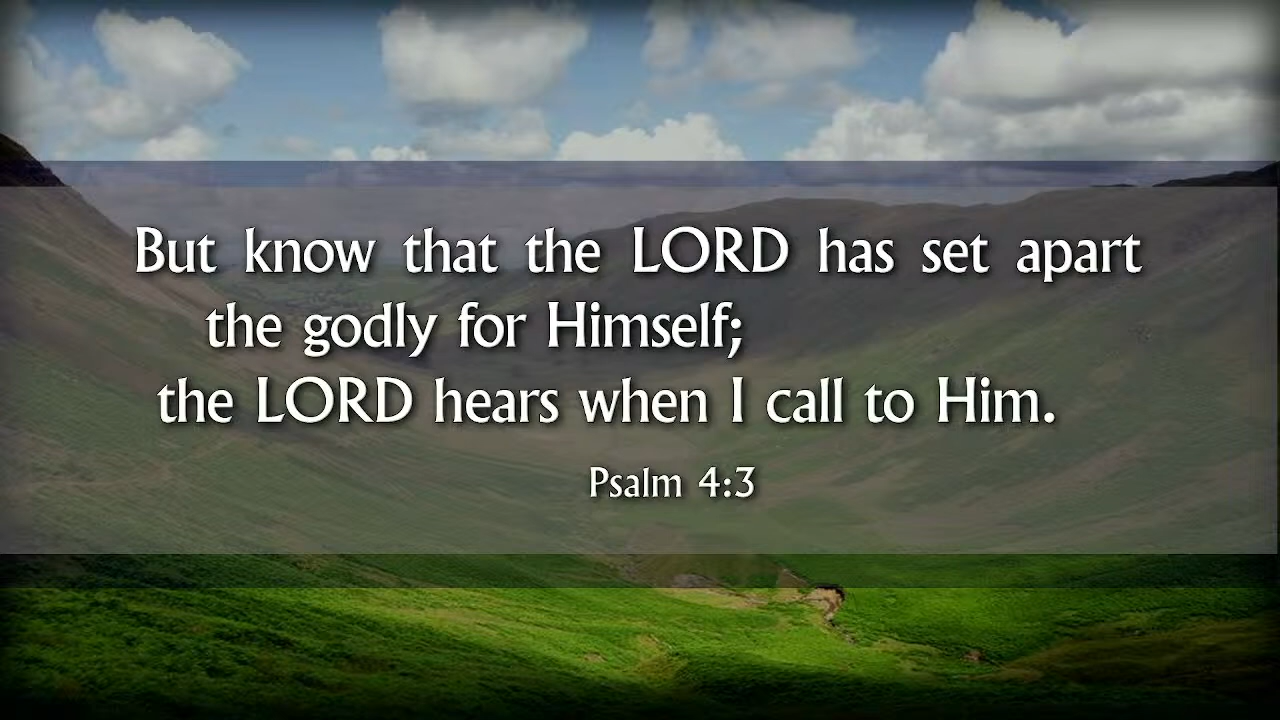 But know that the LORD has set apart
the godly for Himself;
the LORD hears when I call to Him.
Psalm 4:3